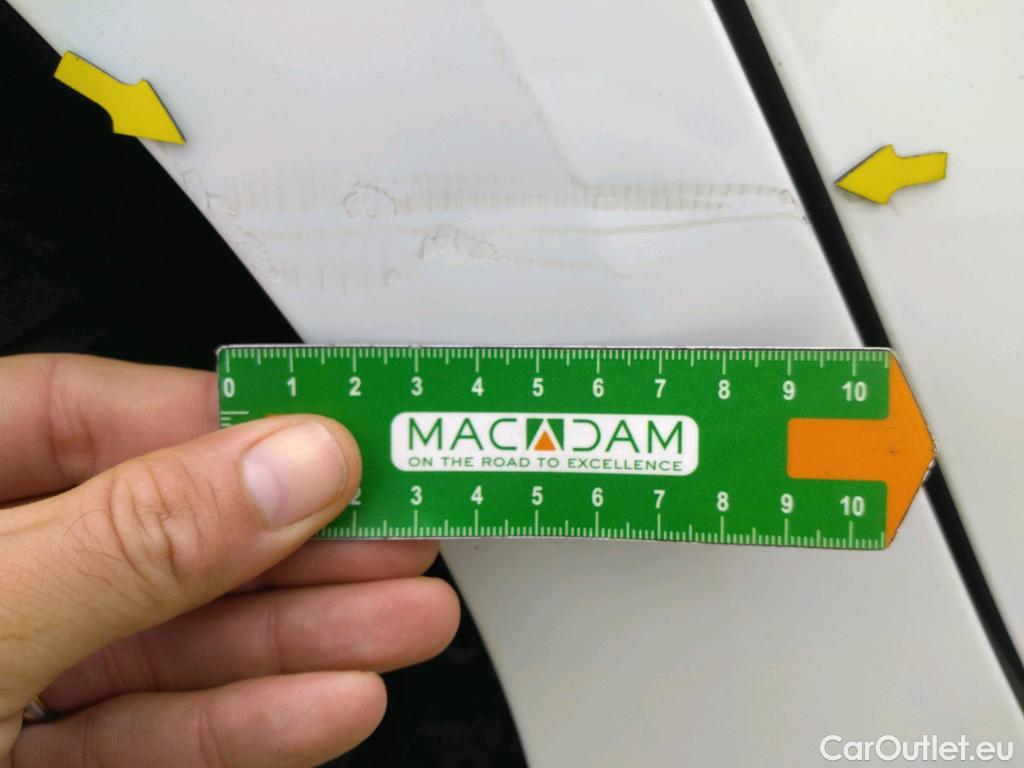 0 1 2 3 4 5 6 7 8 9 10
MACADAM
ON THE ROAD TO EXCELLENCE
2 3 4 5 6 7 8 9 10
CarOutlet.eu